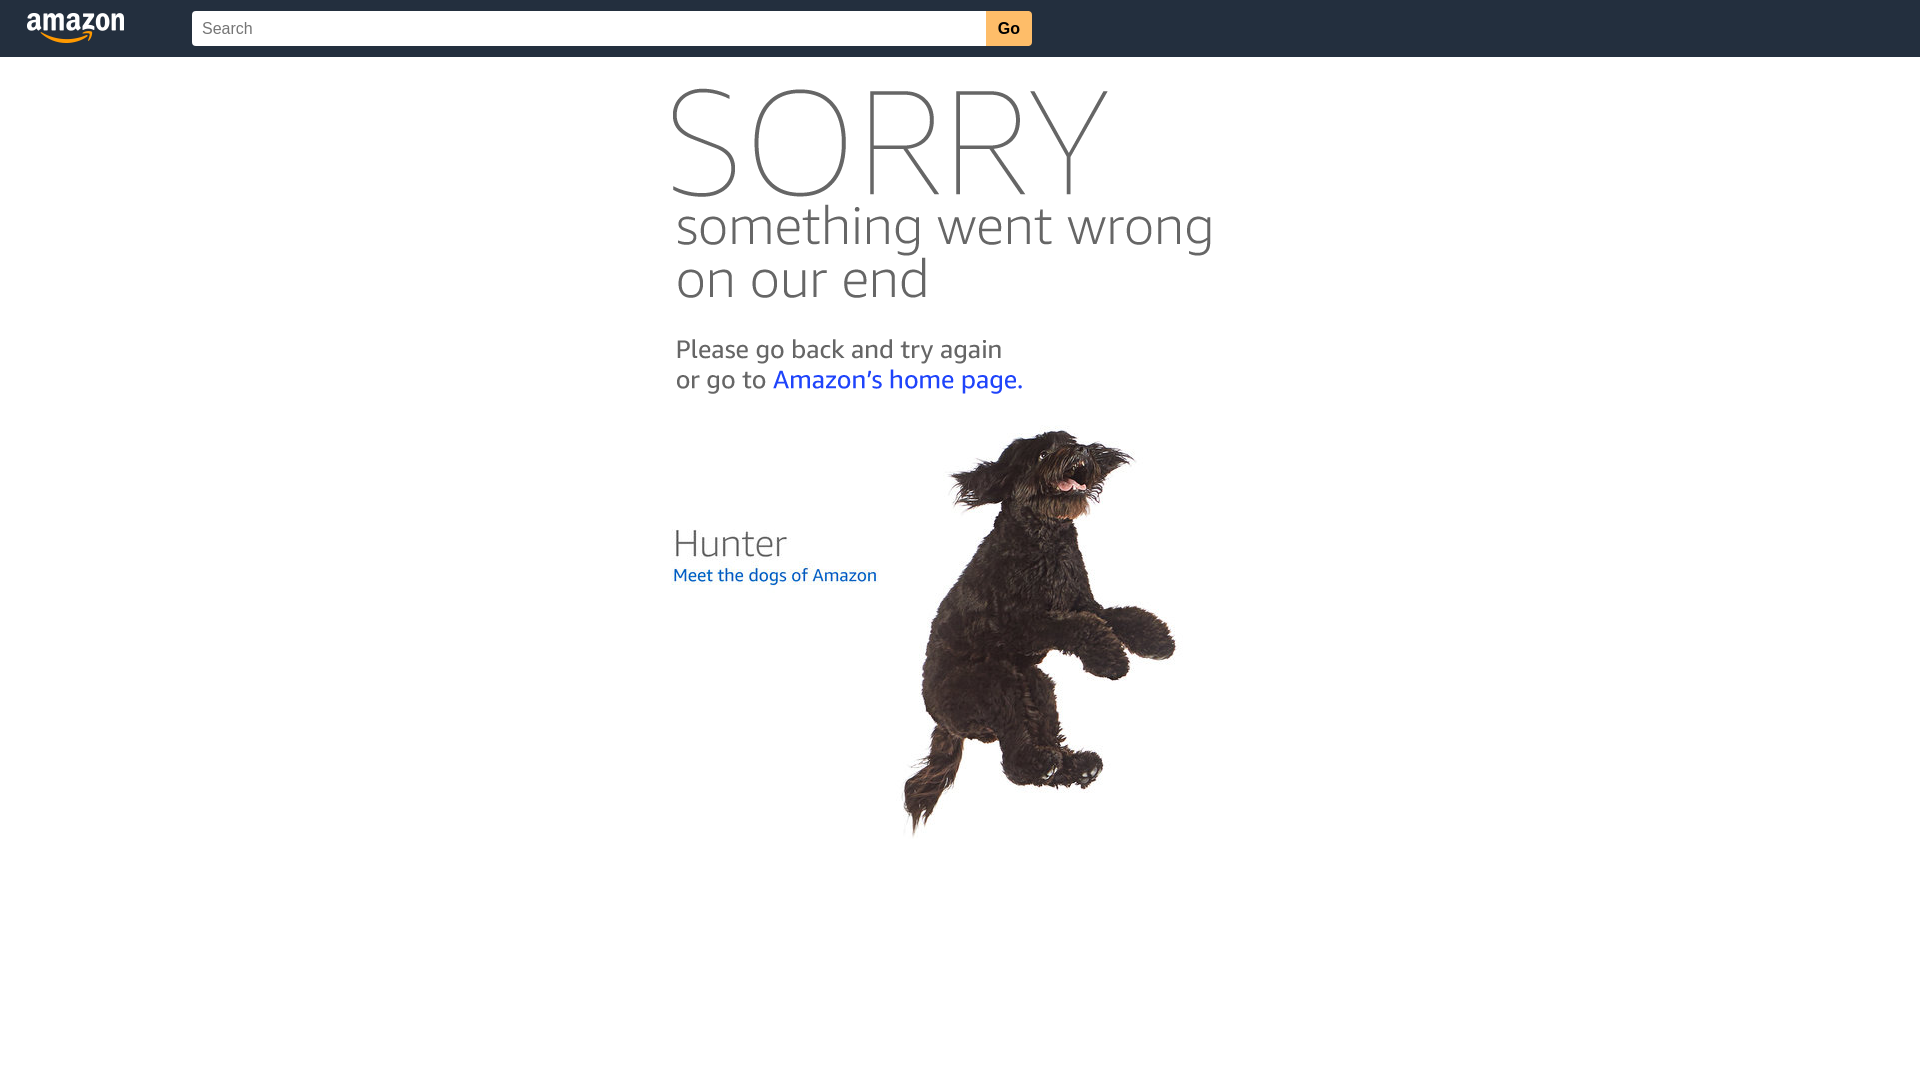 amazon
Search
Go
SORRY
something went wrong
on our end
Please go back and try again
or go to Amazon's home page.
Hunter
Meet the dogs of Amazon